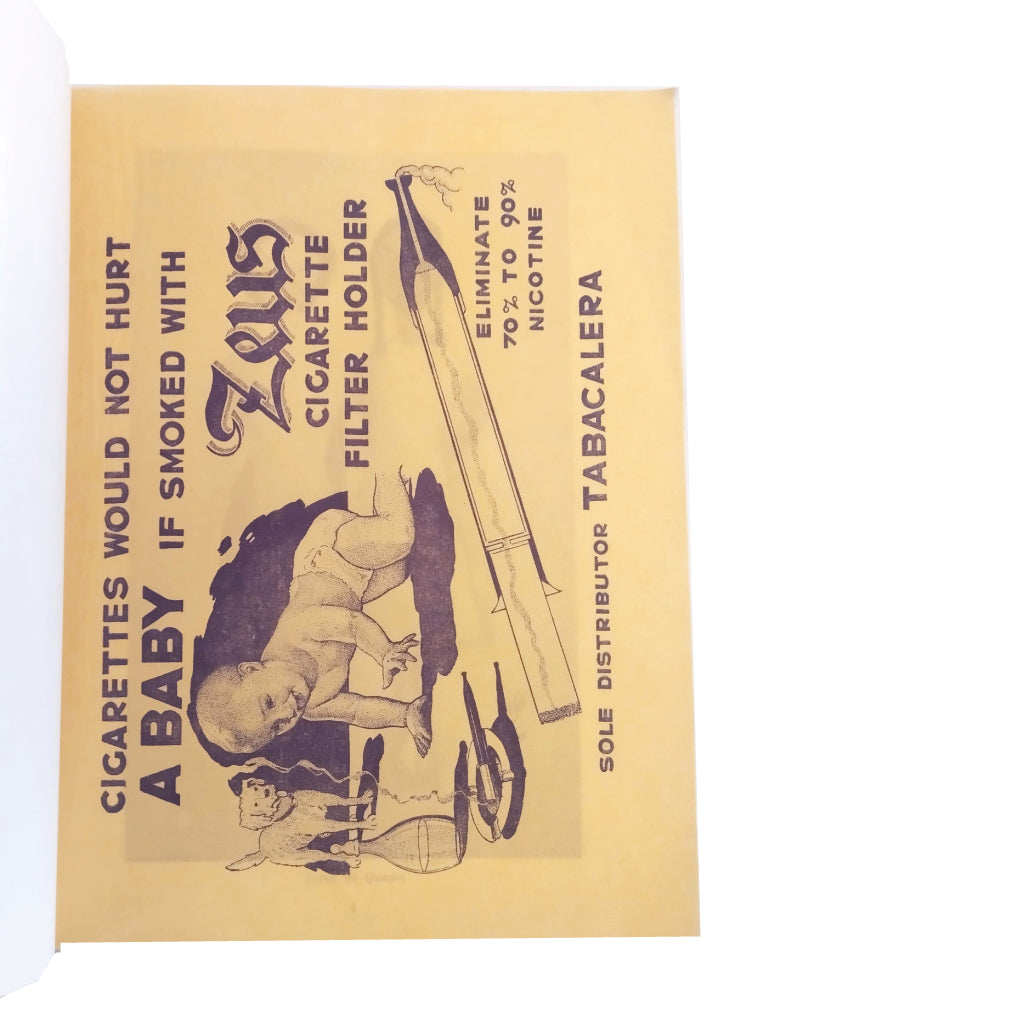 CIGARETTES WOULD NOT HURT
A BABY IF SMOKED WITH
Zeus
CIGARETTE
FILTER HOLDER
ELIMINATE
70% TO 90%
NICOTINE
SOLE DISTRIBUTOR TABACALERA